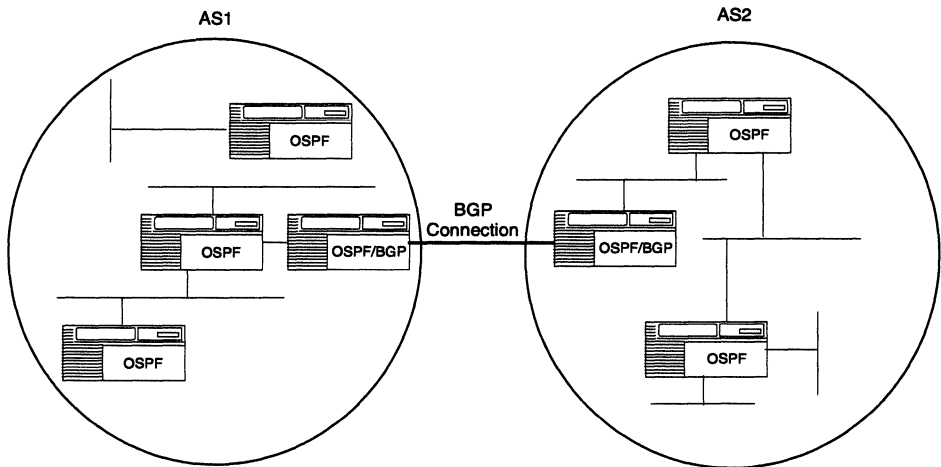 AS1
AS2
OSPF
OSPF
OSPF/BGP
OSPF
BGP
Connection
OSPF
OSPF/BGP
OSPF